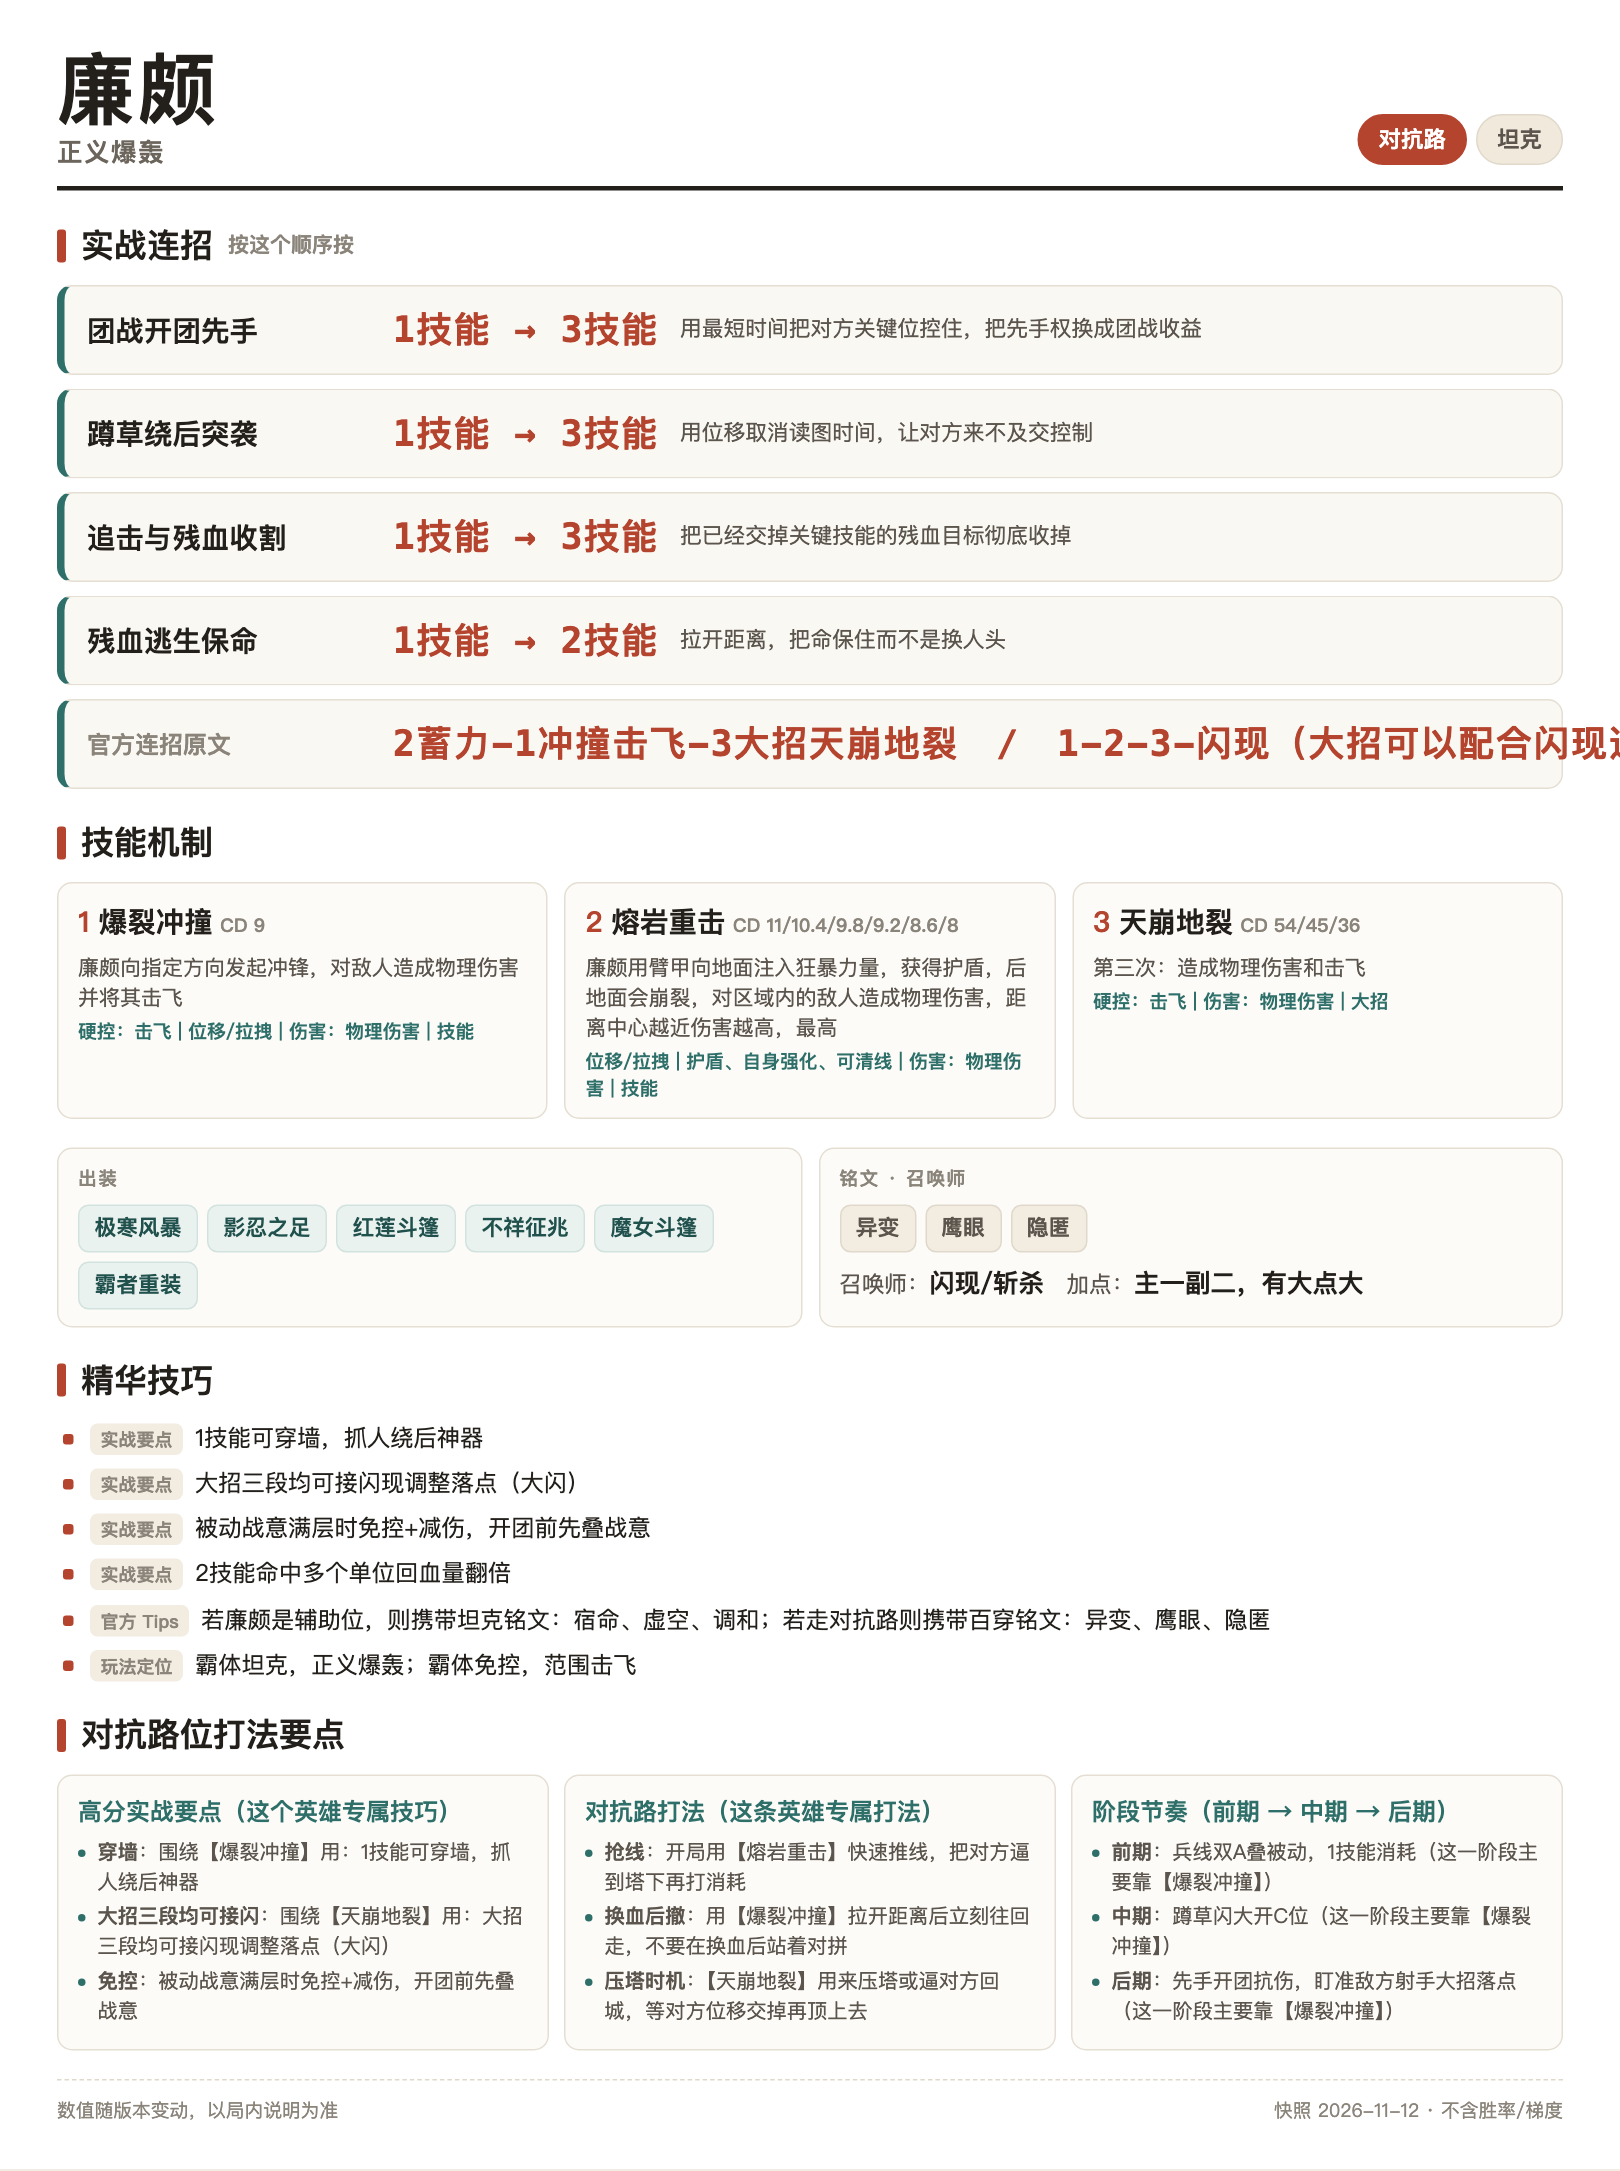 廉颇
正义爆轰
对抗路 坦克
实战连招 按这个顺序按
团战开团先手 1技能 → 3技能 用最短时间把对方关键位控住，把先手权换成团战收益
蹲草绕后突袭 1技能 → 3技能 用位移取消读图时间，让对方来不及交控制
追击与残血收割 1技能 → 3技能 把已经交掉关键技能的残血目标彻底收掉
残血逃生保命 1技能 → 2技能 拉开距离，把命保住而不是换人头
官方连招原文 2蓄力-1冲撞击飞-3大招天崩地裂 / 1-2-3-闪现（大招可以配合闪现
技能机制
1 爆裂冲撞 CD 9
廉颇向指定方向发起冲锋，对敌人造成物理伤害
并将其击飞
硬控：击飞 | 位移/拉拽 | 伤害：物理伤害 | 技能
2 熔岩重击 CD 11/10.4/9.8/9.2/8.6/8
廉颇用臂甲向地面注入狂暴力量，获得护盾，后
地面会崩裂，对区域内的敌人造成物理伤害，距
离中心越近伤害越高，最高
位移/拉拽 | 护盾、自身强化、可清线 | 伤害：物理伤
害 | 技能
3 天崩地裂 CD 54/45/36
第三次：造成物理伤害和击飞
硬控：击飞 | 伤害：物理伤害 | 大招
出装
极寒风暴 影忍之足 红莲斗篷 不祥征兆 魔女斗篷
霸者重装
铭文 · 召唤师
异变 鹰眼 隐匿
召唤师：闪现/斩杀 加点：主一副二，有大点大
精华技巧
实战要点 1技能可穿墙，抓人绕后神器
实战要点 大招三段均可接闪现调整落点（大闪）
实战要点 被动战意满层时免控+减伤，开团前先叠战意
实战要点 2技能命中多个单位回血量翻倍
官方 Tips 若廉颇是辅助位，则携带坦克铭文：宿命、虚空、调和；若走对抗路则携带百穿铭文：异变、鹰眼、隐匿
玩法定位 霸体坦克，正义爆轰；霸体免控，范围击飞
对抗路位打法要点
高分实战要点（这个英雄专属技巧）
穿墙：围绕【爆裂冲撞】用：1技能可穿墙，抓
人绕后神器
大招三段均可接闪：围绕【天崩地裂】用：大招
三段均可接闪现调整落点（大闪）
免控：被动战意满层时免控+减伤，开团前先叠
战意
对抗路打法（这条英雄专属打法）
抢线：开局用【熔岩重击】快速推线，把对方逼
到塔下再打消耗
换血后撤：用【爆裂冲撞】拉开距离后立刻往回
走，不要在换血后站着对拼
压塔时机：【天崩地裂】用来压塔或逼对方回
城，等对方位移交掉再顶上去
阶段节奏（前期 → 中期 → 后期）
前期：兵线双A叠被动，1技能消耗（这一阶段主
要靠【爆裂冲撞】）
中期：蹲草闪大开C位（这一阶段主要靠【爆裂
冲撞】）
后期：先手开团抗伤，盯准敌方射手大招落点
（这一阶段主要靠【爆裂冲撞】）
数值随版本变动，以局内说明为准
快照 2026-11-12 · 不含胜率/梯度